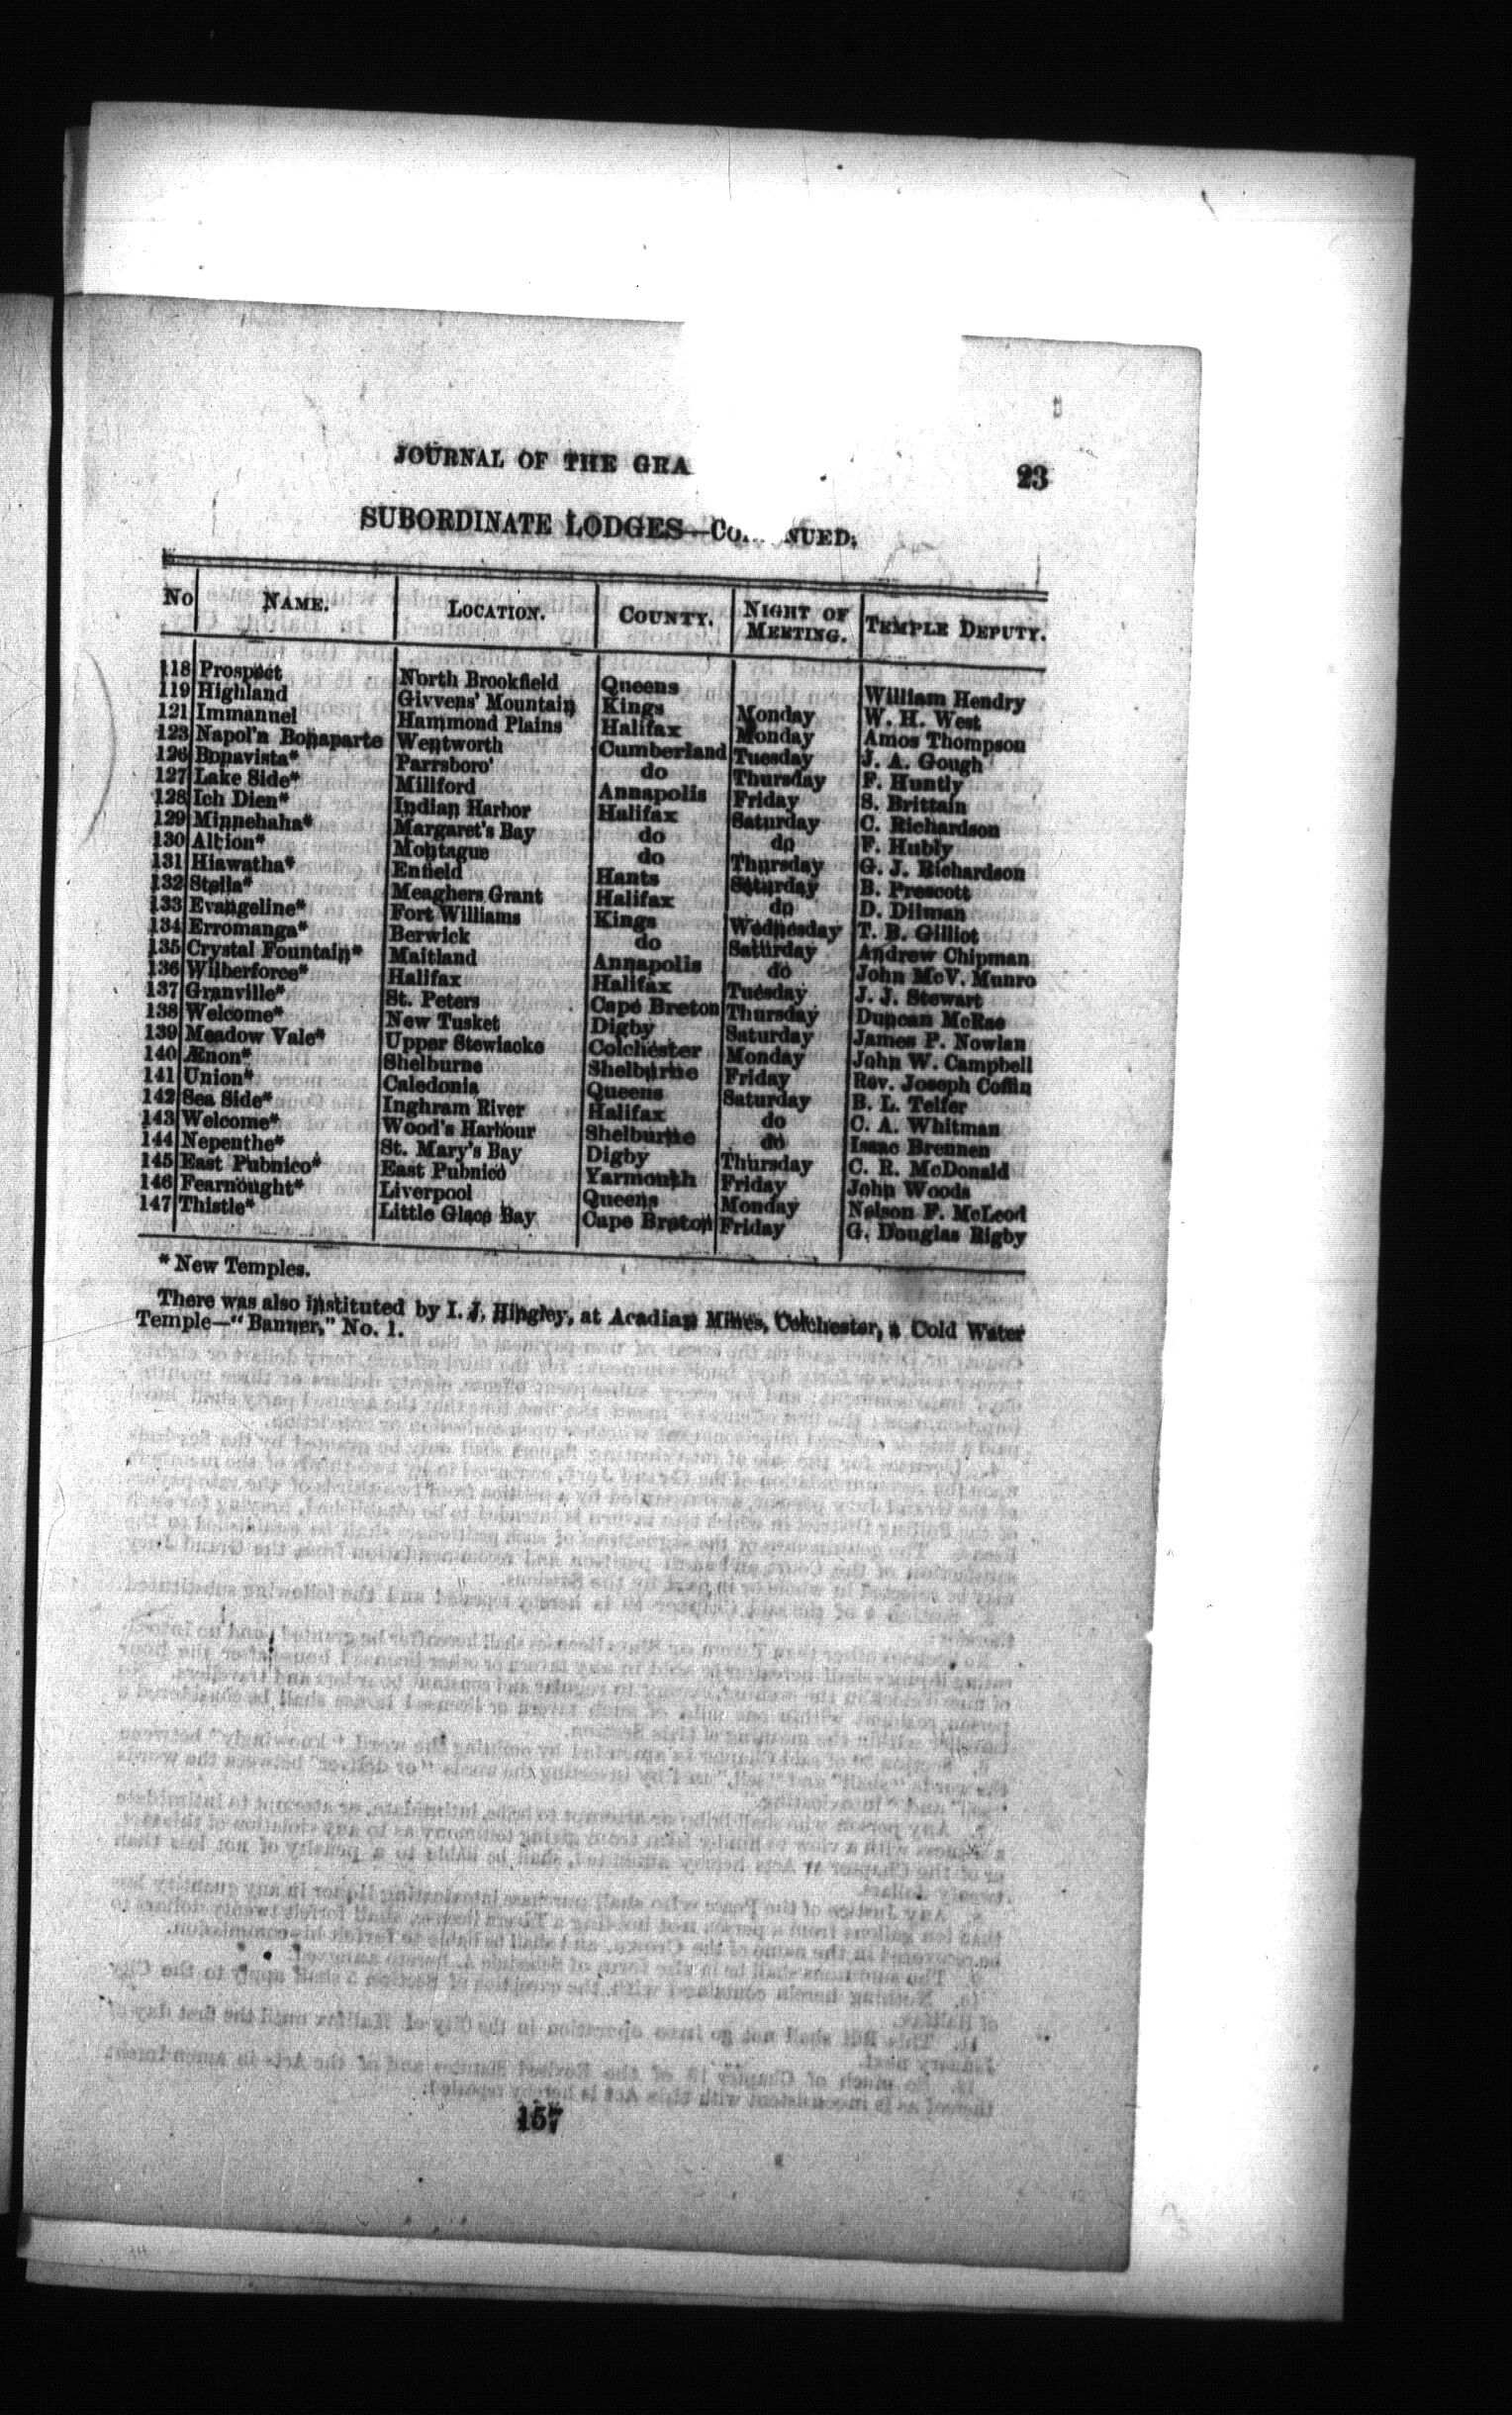 JOURNAL OF THE GRA 23
SUBORDINATE LODGES—CONTINUED.
No NAME. LOCATION. COUNTY. NIGHT OF MEETING. TEMPLE DEPUTY.
118 Prospect North Brookfield Queens William Hendry
119 Highland Givvens' Mountain Kings Monday W. H. West
121 Immanuel Hammond Plains Halifax Monday Amos Thompson
123 Napol'n Bonaparte Wentworth Cumberland Tuesday J. A. Gough
126 Bonavista* Parrsboro' do Thursday F. Huntly
127 Lake Side* Millford Annapolis Friday S. Brittain
128 Ich Dien* Indian Harbor Halifax Saturday C. Richardson
129 Minnehaha* Margaret's Bay do do F. Hubly
130 Albion* Montague do Thursday G. J. Richardson
131 Hiawatha* Enfield Hants Saturday B. Prescott
132 Stella* Meaghers Grant Halifax do D. Dilman
133 Evangeline* Fort Williams Kings Wednesday T. B. Gilliot
134 Erromanga* Berwick do Saturday Andrew Chipman
135 Crystal Fountain* Maitland Annapolis do John McV. Munro
136 Wilberforce* Halifax Halifax Tuesday J. J. Stewart
137 Granville* St. Peters Cape Breton Thursday Duncan McRae
138 Welcome* New Tusket Digby Saturday James P. Nowlan
139 Meadow Vale* Upper Stewiacke Colchester Monday John W. Campbell
140 Ænon* Shelburne Shelburne Friday Rev. Joseph Coffin
141 Union* Caledonia Queens Saturday B. L. Telfer
142 Sea Side* Inghram River Halifax do C. A. Whitman
143 Welcome* Wood's Harbour Shelburne do Isaac Brennen
144 Nepenthe* St. Mary's Bay Digby Thursday C. R. McDonald
145 East Pubnico* East Pubnico Yarmouth Friday John Woods
146 Fearnought* Liverpool Queens Monday Nelson F. McLeod
147 Thistle* Little Glace Bay Cape Breton Friday G. Douglas Rigby
* New Temples.
There was also instituted by I. J. Hingley, at Acadian Mines, Colchester, a Cold Water
Temple—"Banner," No. 1.
157